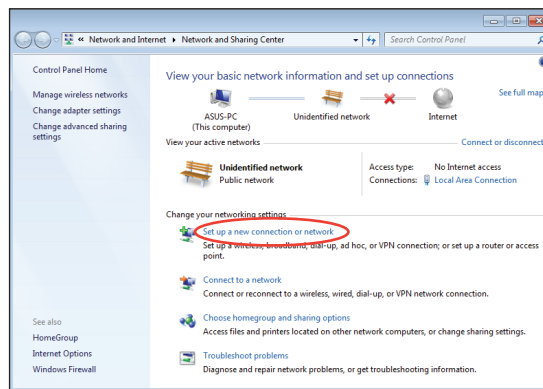 « Network and Internet ▸ Network and Sharing Center
Search Control Panel
Control Panel Home
Manage wireless networks
Change adapter settings
Change advanced sharing
settings
View your basic network information and set up connections
See full map
ASUS-PC
(This computer)
Unidentified network
Internet
View your active networks
Connect or disconnect
Unidentified network
Public network
Access type:
No Internet access
Connections:
Local Area Connection
Change your networking settings
Set up a new connection or network
Set up a wireless, broadband, dial-up, ad hoc, or VPN connection; or set up a router or access
point.
Connect to a network
Connect or reconnect to a wireless, wired, dial-up, or VPN network connection.
Choose homegroup and sharing options
Access files and printers located on other network computers, or change sharing settings.
Troubleshoot problems
Diagnose and repair network problems, or get troubleshooting information.
See also
HomeGroup
Internet Options
Windows Firewall